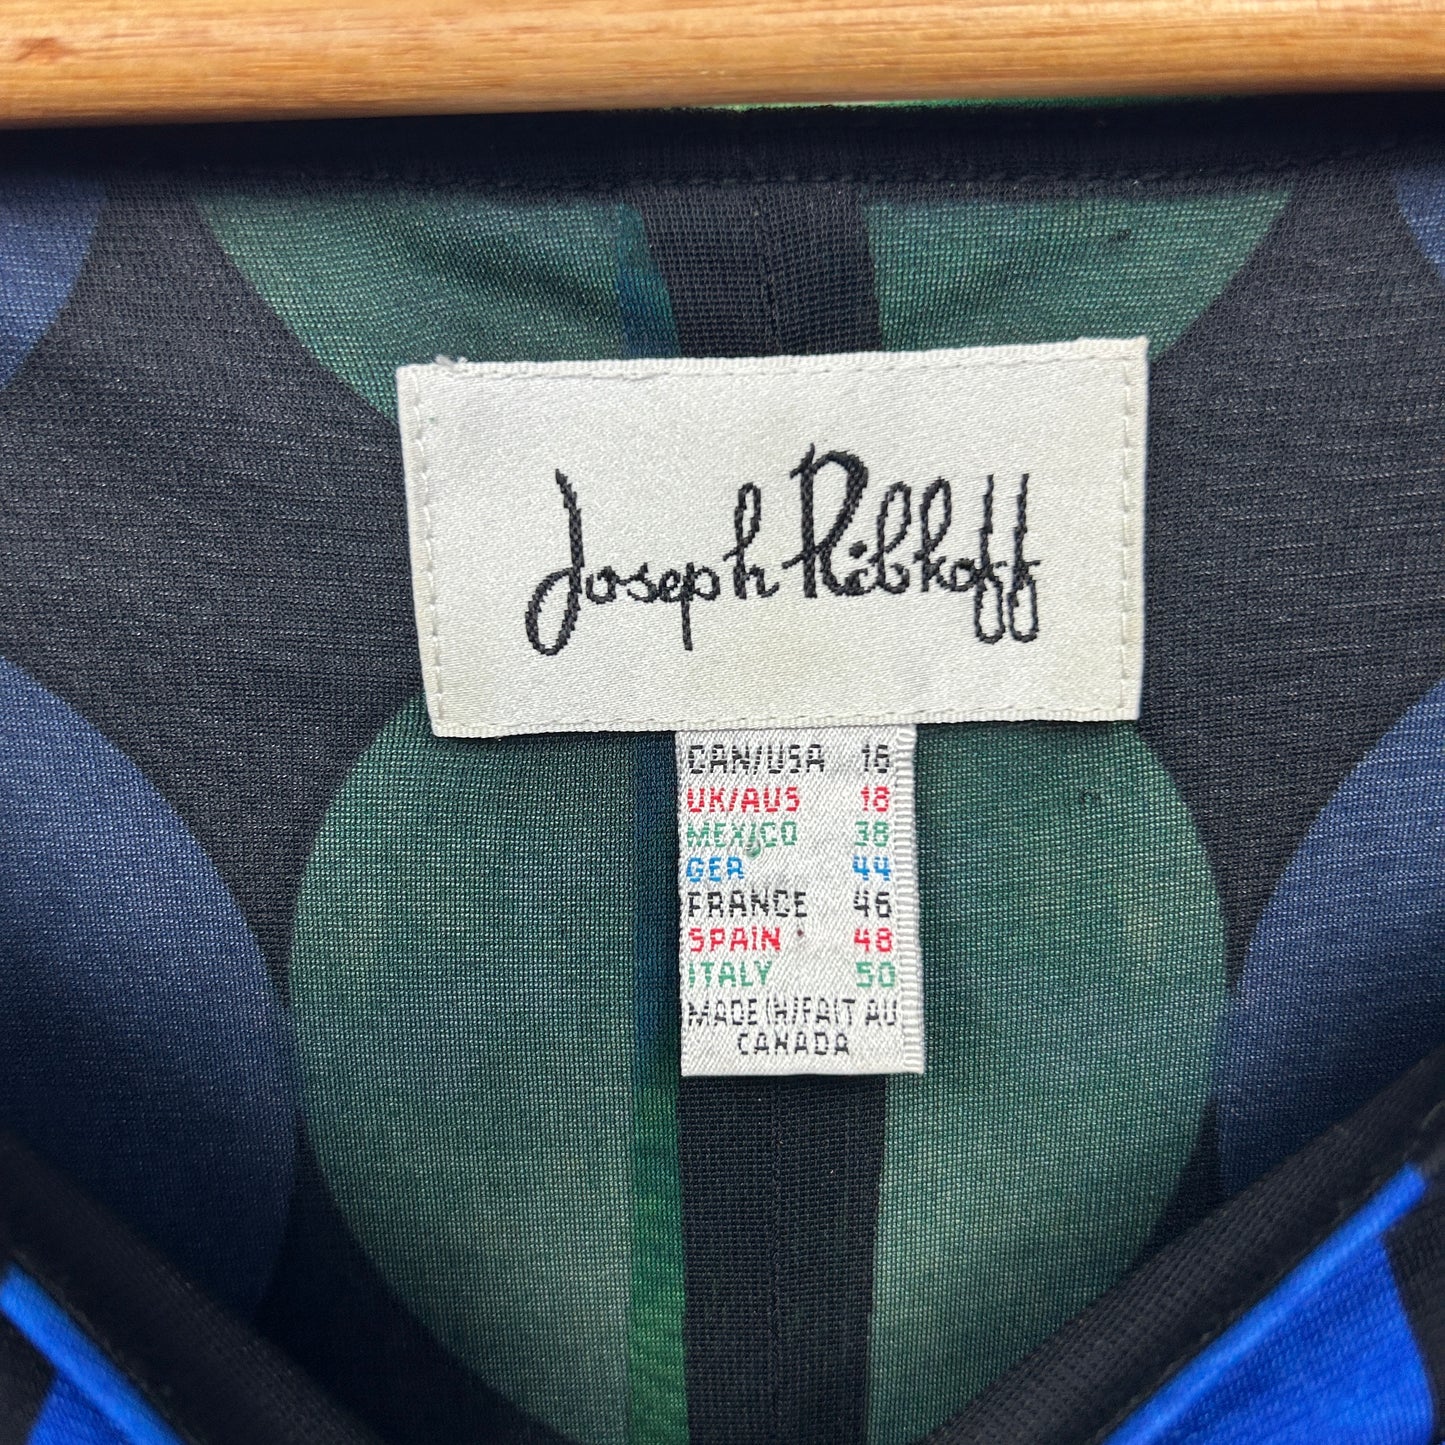 Joseph Ribkoff
CAN/USA 16
UK/AUS 18
MEXICO 38
GER 44
FRANCE 46
SPAIN 48
ITALY 50
MADE IN/FAIT AU
CANADA